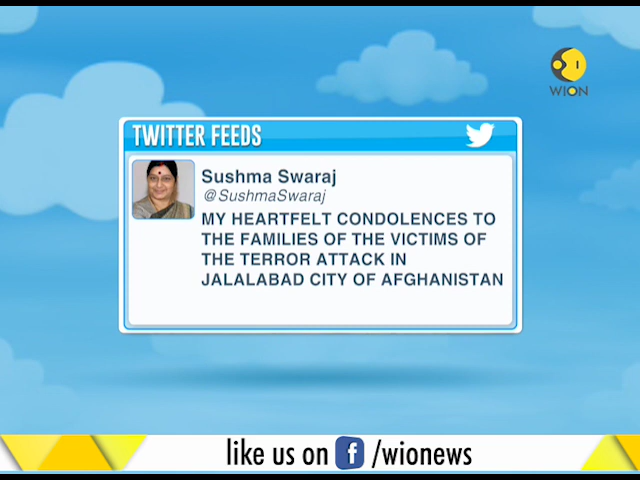 WION
TWITTER FEEDS
Sushma Swaraj
@SushmaSwaraj
MY HEARTFELT CONDOLENCES TO
THE FAMILIES OF THE VICTIMS OF
THE TERROR ATTACK IN
JALALABAD CITY OF AFGHANISTAN
like us on f /wionews